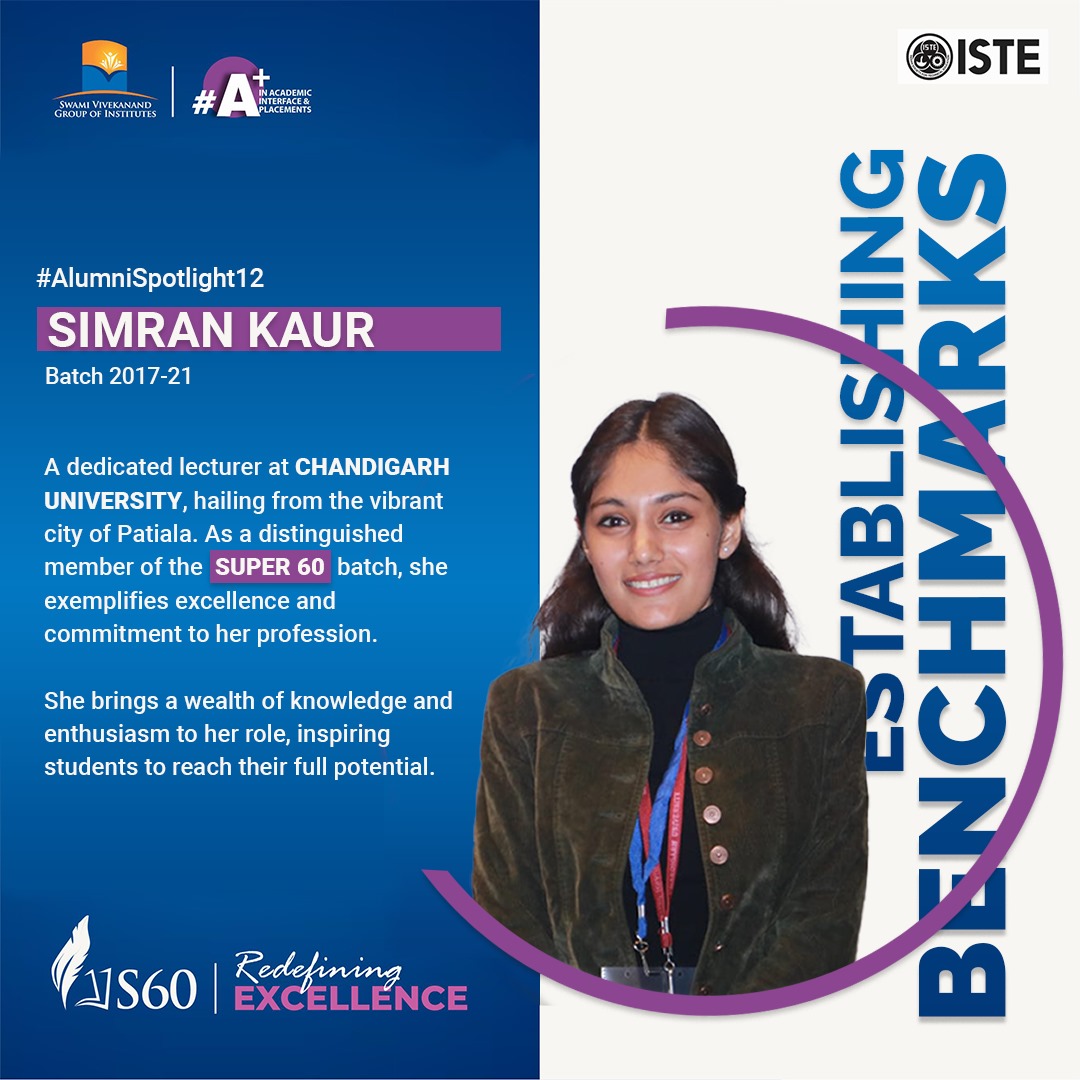 SWAMI VIVEKANAND
GROUP OF INSTITUTES
#A+
IN ACADEMIC
INTERFACE &
PLACEMENTS
ISTE
ISTE
#AlumniSpotlight12
SIMRAN KAUR
Batch 2017-21
A dedicated lecturer at CHANDIGARH
UNIVERSITY, hailing from the vibrant
city of Patiala. As a distinguished
member of the SUPER 60 batch, she
exemplifies excellence and
commitment to her profession.
She brings a wealth of knowledge and
enthusiasm to her role, inspiring
students to reach their full potential.
S60
Redefining
EXCELLENCE
ESTABLISHING
BENCHMARKS